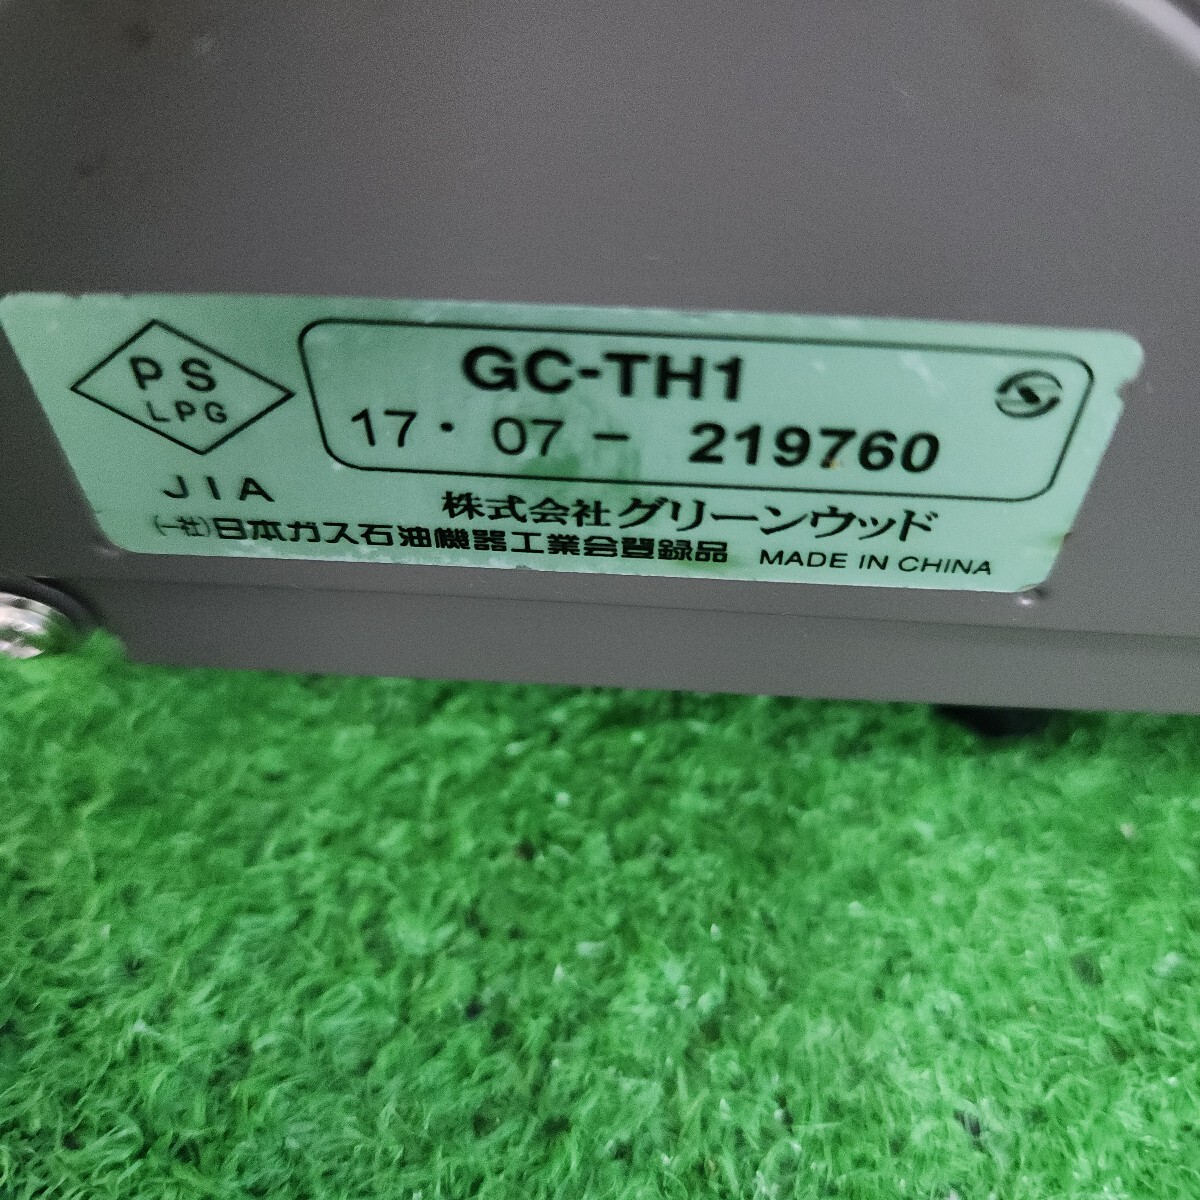 PS
LPG
JIA
GC-TH1
17・07-219760
株式会社グリーンウッド
(一社)日本ガス石油機器工業会登録品 MADE IN CHINA